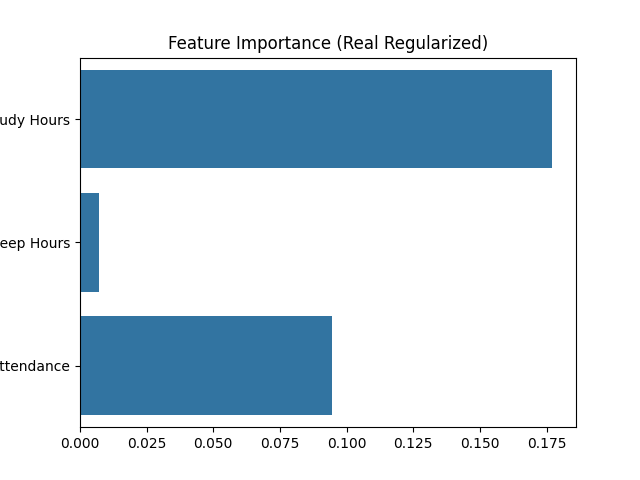 Feature Importance (Real Regularized)
udy Hours
eep Hours
ttendance
0.000 0.025 0.050 0.075 0.100 0.125 0.150 0.175